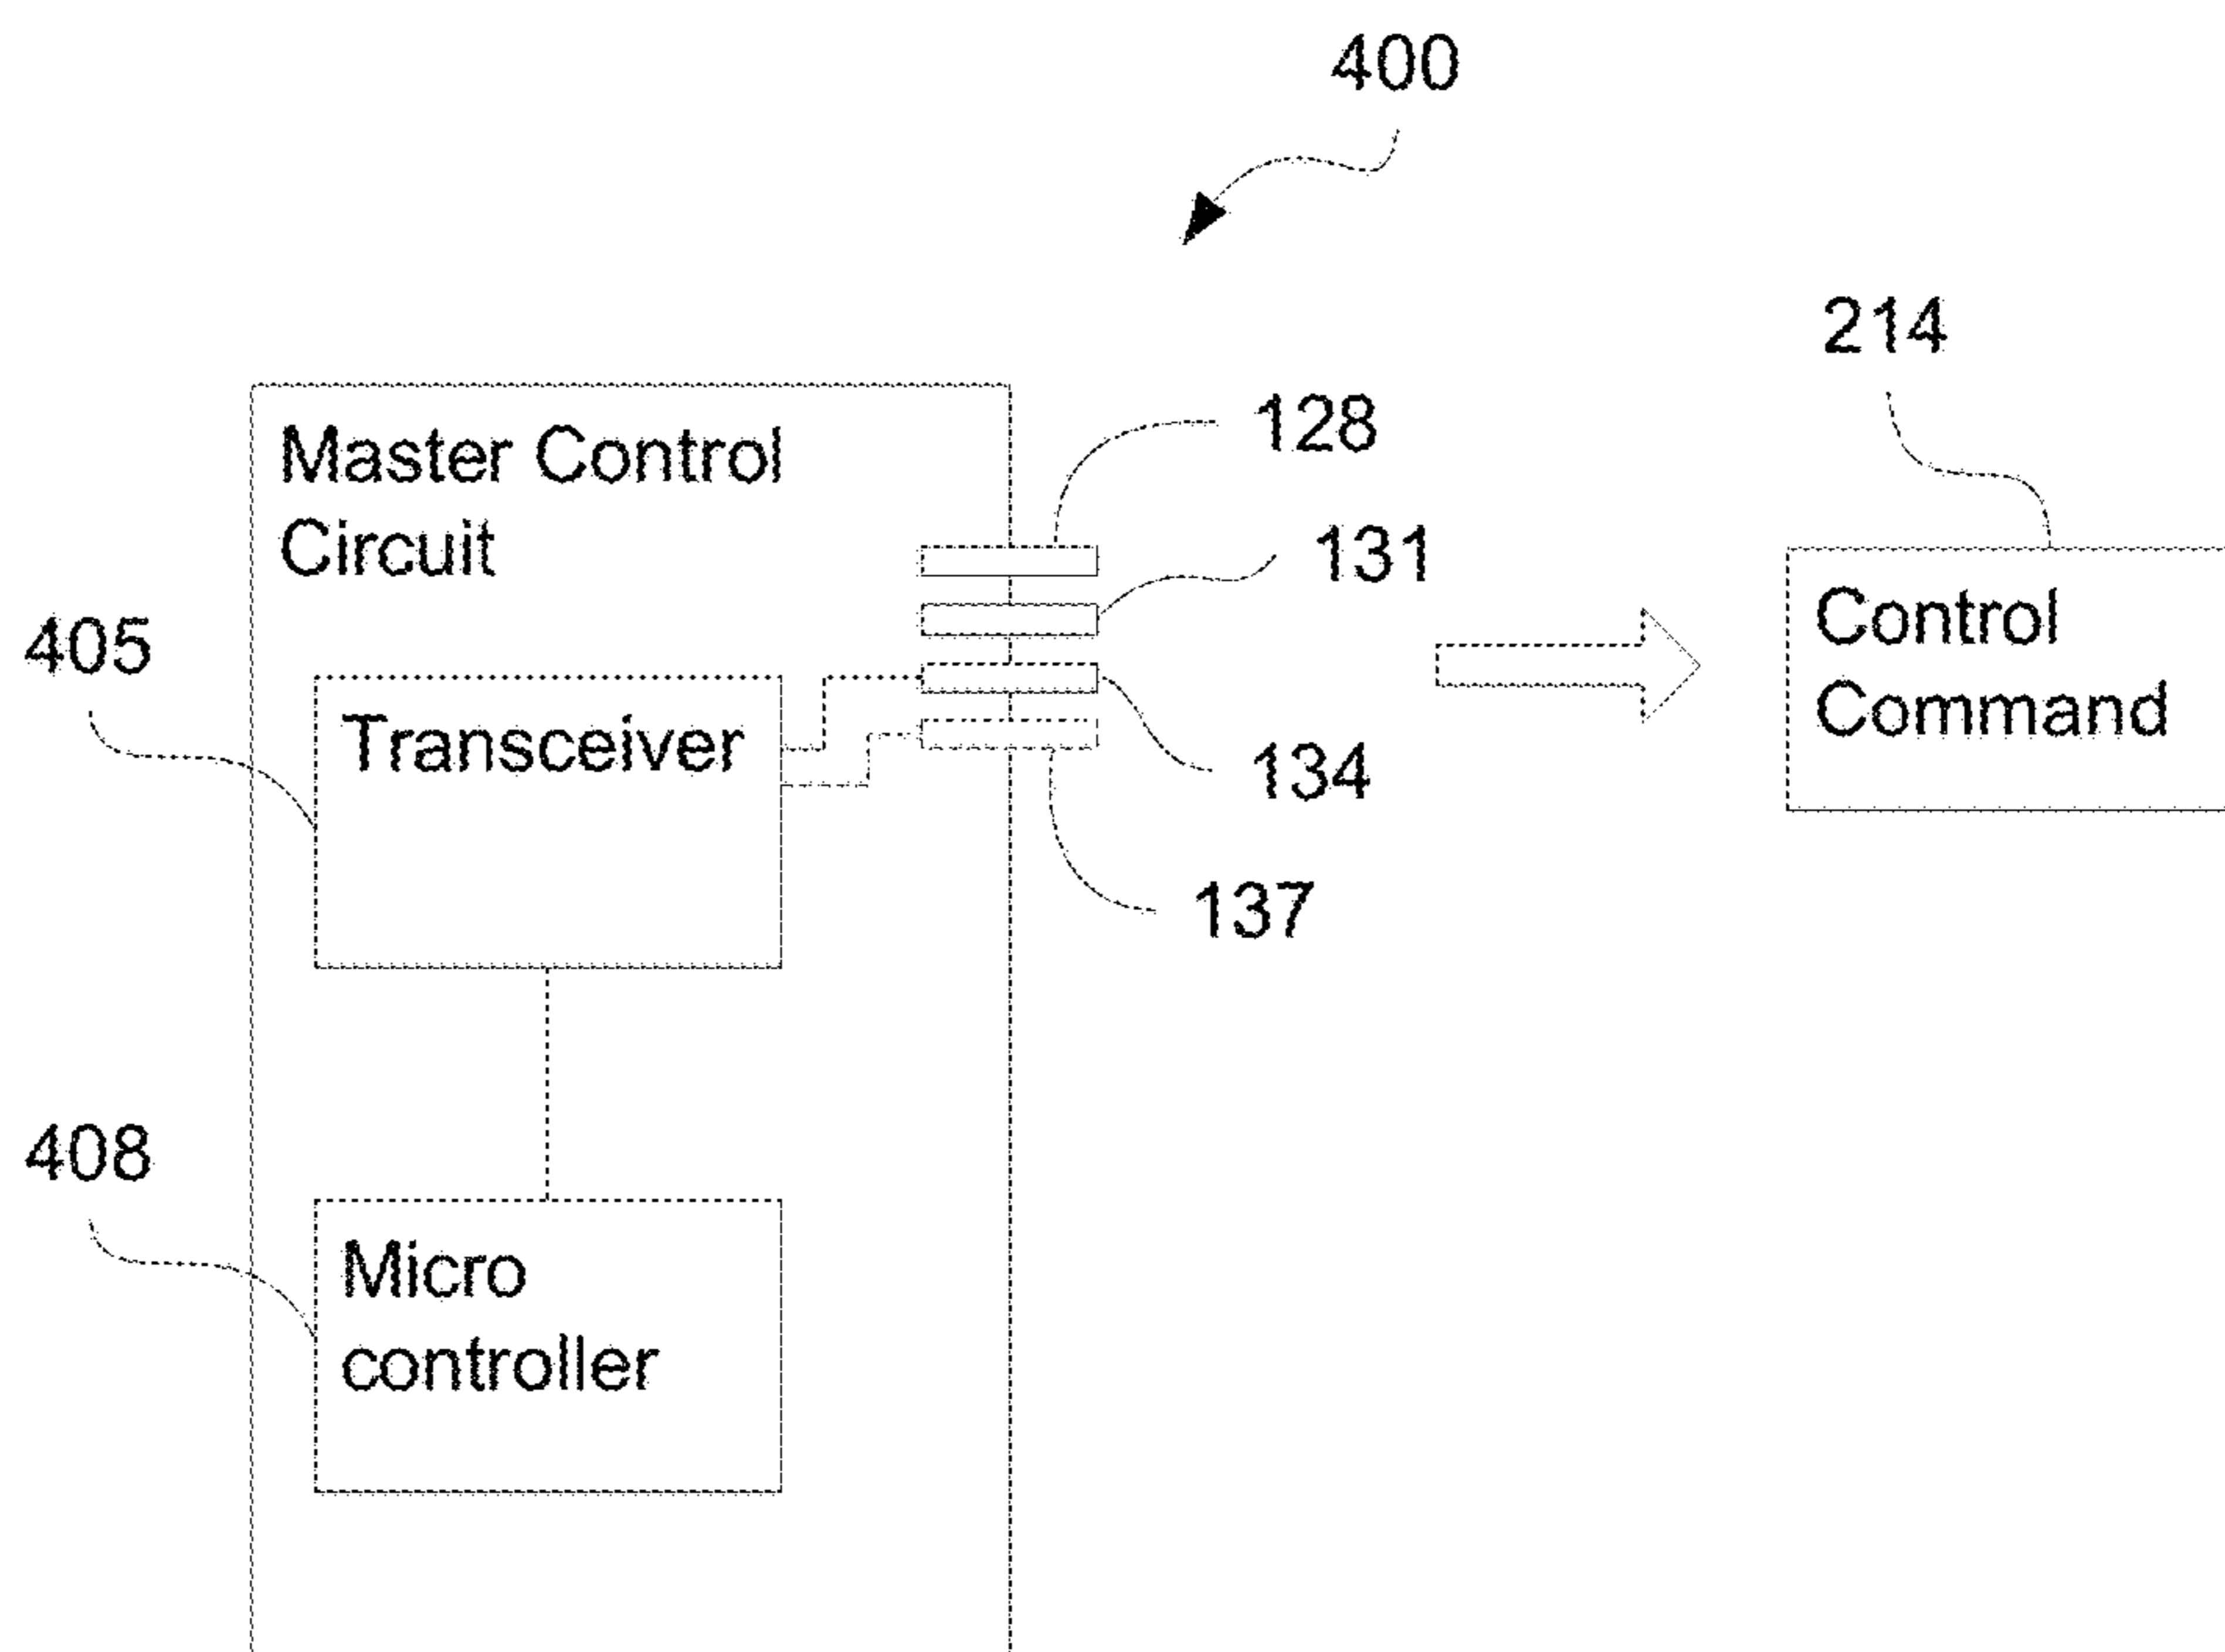 400
214
Master Control
Circuit
128
131
Control
Command
405
Transceiver
134
137
408
Micro
controller